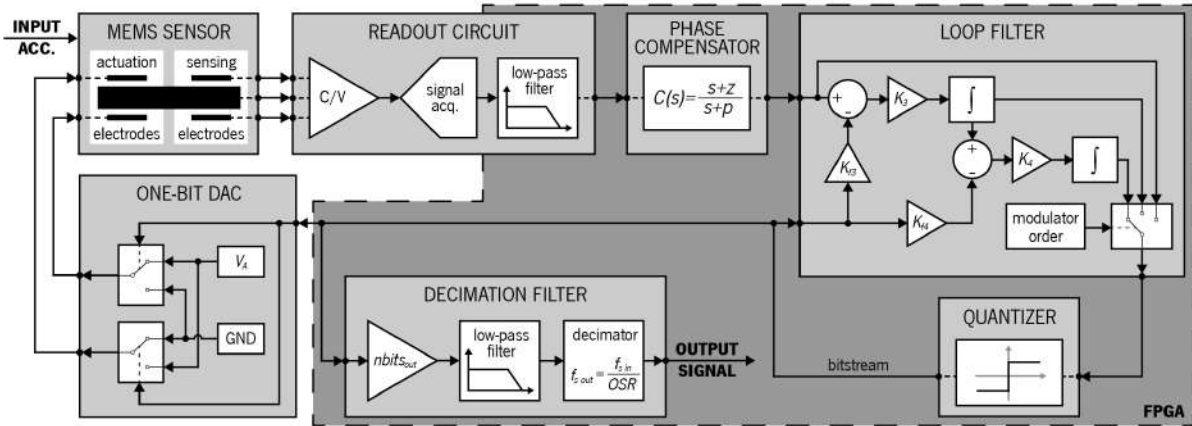 INPUT
ACC.
MEMS SENSOR
actuation
sensing
electrodes
electrodes
READOUT CIRCUIT
C/V
signal
acq.
low-pass
filter
PHASE
COMPENSATOR
C(s)=
s+z
s+p
LOOP FILTER
K3
∫
+
-
Kf3
+
-
K4
∫
Kf4
modulator
order
ONE-BIT DAC
VA
GND
DECIMATION FILTER
nbitsout
low-pass
filter
decimator
fs out = fs in
OSR
OUTPUT
SIGNAL
bitstream
QUANTIZER
FPGA